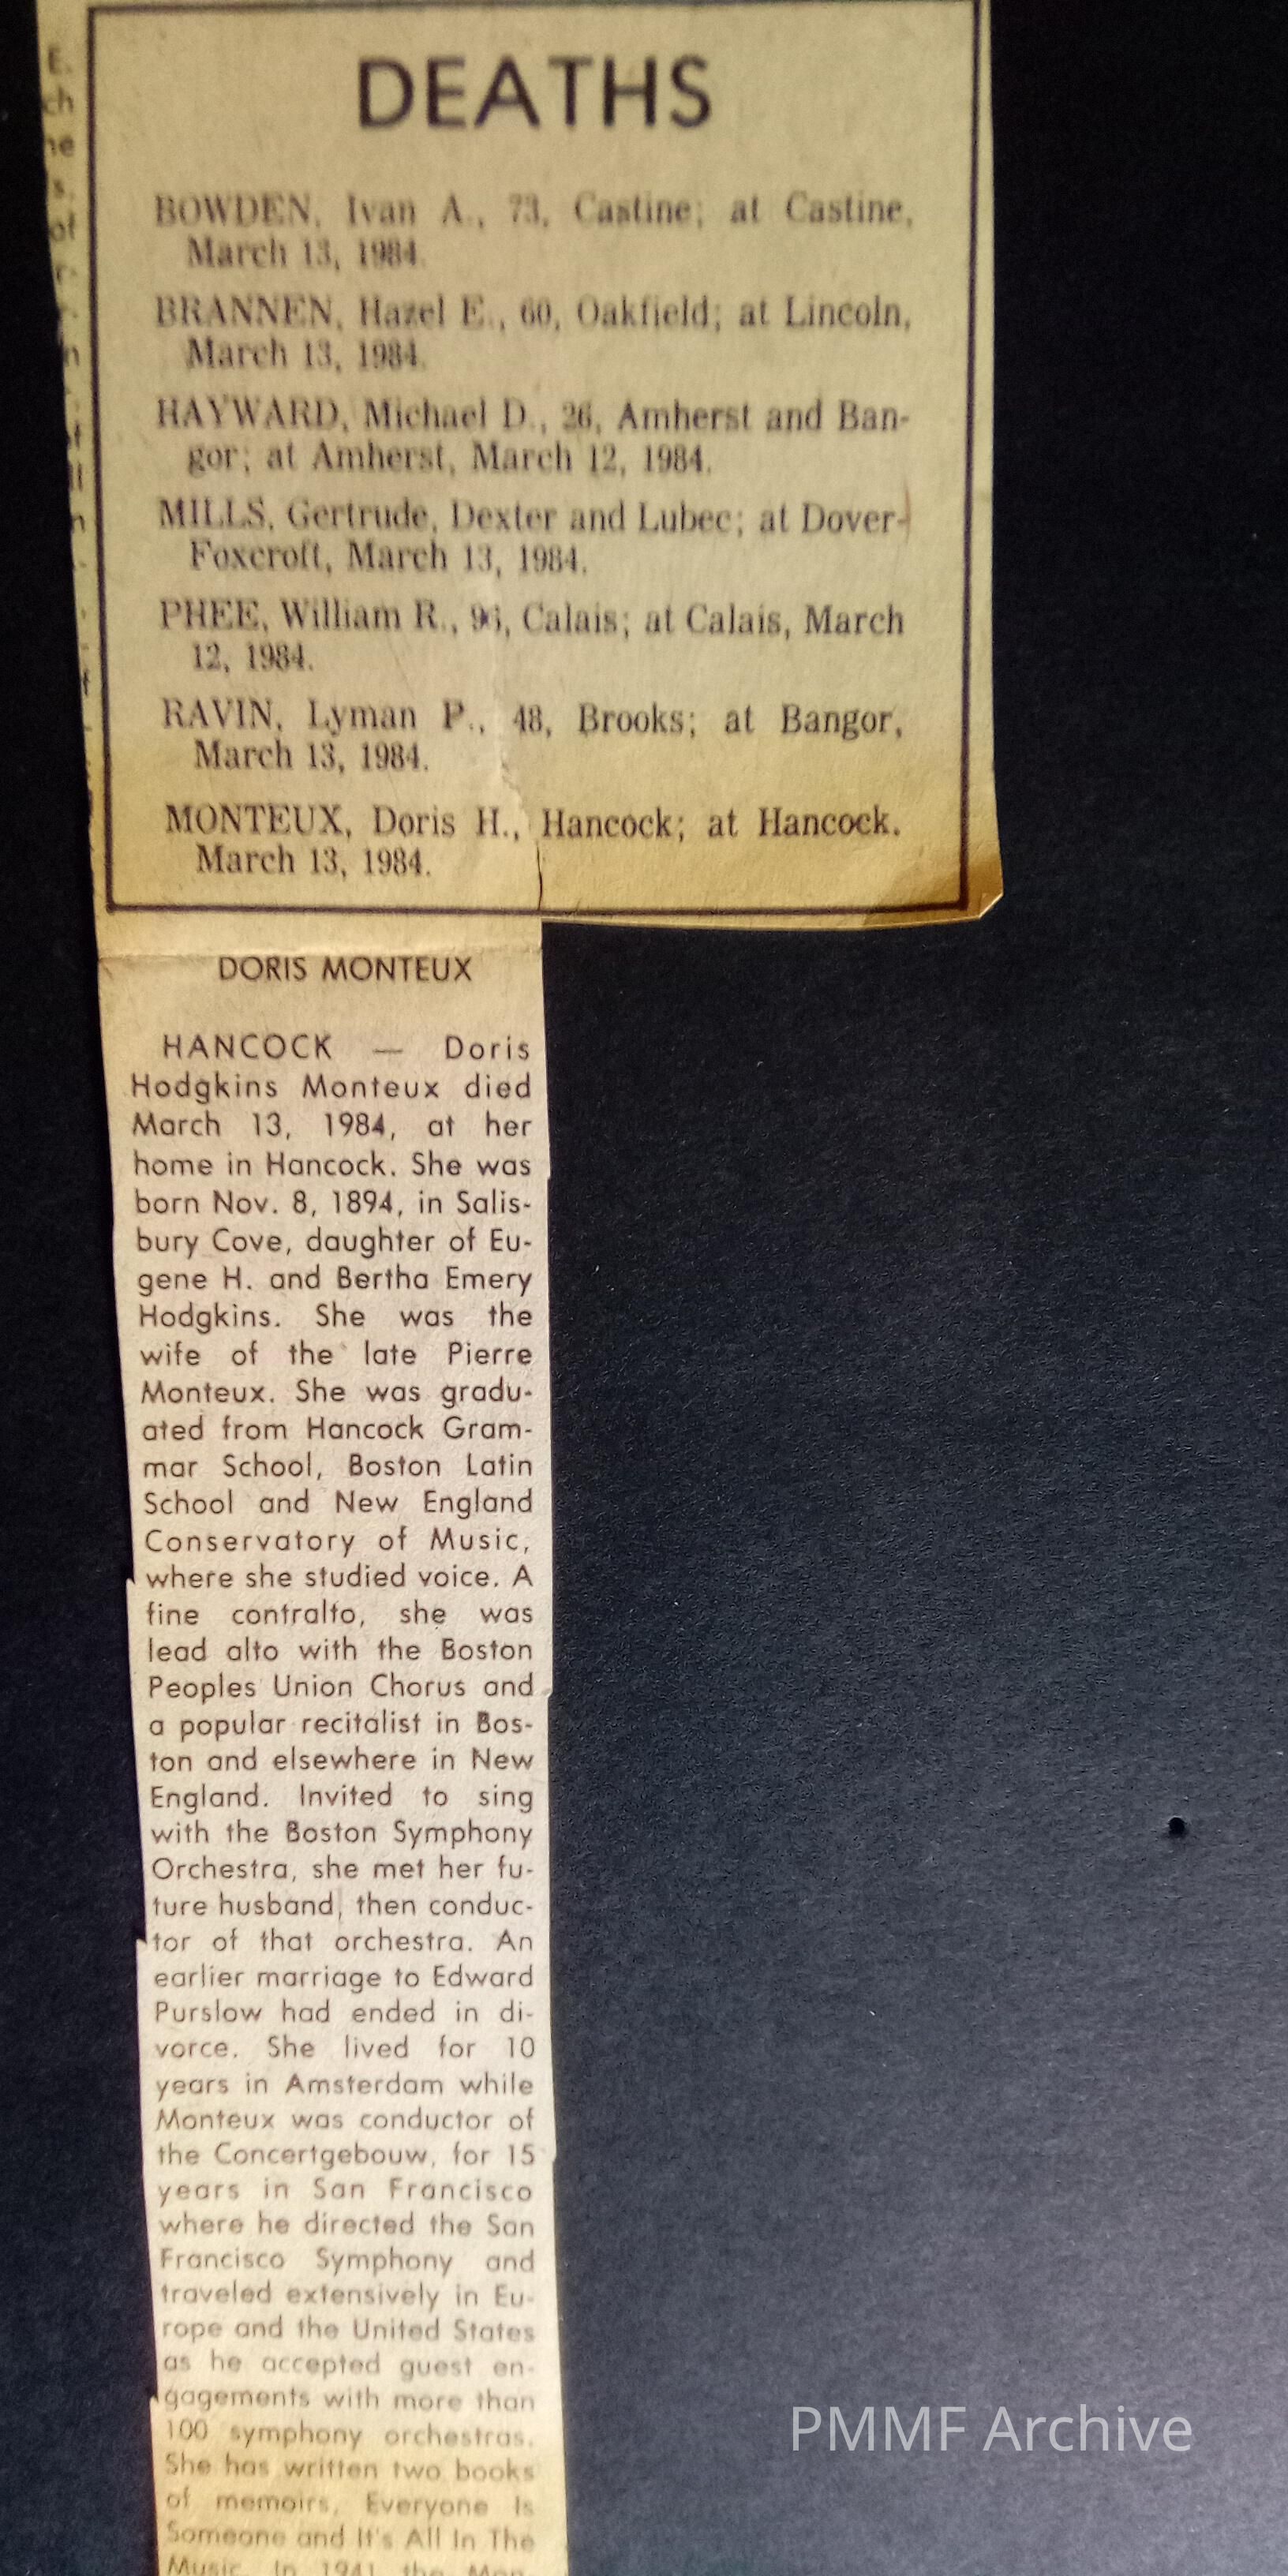 DEATHS
BOWDEN, Ivan A., 73, Castine; at Castine,
March 13, 1984.
BRANNEN, Hazel E., 60, Oakfield; at Lincoln,
March 13, 1984.
HAYWARD, Michael D., 26, Amherst and Ban-
gor; at Amherst, March 12, 1984.
MILLS, Gertrude, Dexter and Lubec; at Dover-
Foxcroft, March 13, 1984.
PHEE, William R., Calais; at Calais, March
12, 1984.
RAVIN, Lyman P., 48, Brooks; at Bangor,
March 13, 1984.
MONTEUX, Doris H., Hancock; at Hancock.
March 13, 1984.
DORIS MONTEUX
HANCOCK — Doris
Hodgkins Monteux died
March 13, 1984, at her
home in Hancock. She was
born Nov. 8, 1894, in Salis-
bury Cove, daughter of Eu-
gene H. and Bertha Emery
Hodgkins. She was the
wife of the late Pierre
Monteux. She was gradu-
ated from Hancock Gram-
mar School, Boston Latin
School and New England
Conservatory of Music,
where she studied voice. A
fine contralto, she was
lead alto with the Boston
Peoples Union Chorus and
a popular recitalist in Bos-
ton and elsewhere in New
England. Invited to sing
with the Boston Symphony
Orchestra, she met her fu-
ture husband, then conduc-
tor of that orchestra. An
earlier marriage to Edward
Purslow had ended in di-
vorce. She lived for 10
years in Amsterdam while
Monteux was conductor of
the Concertgebouw, for 15
years in San Francisco
where he directed the San
Francisco Symphony and
traveled extensively in Eu-
rope and the United States
as he accepted guest en-
gagements with more than
100 symphony orchestras.
She has written two books
of memoirs, Everyone Is
Someone and It's All In The
Music. In 1941 the Mon-
PMMF Archive